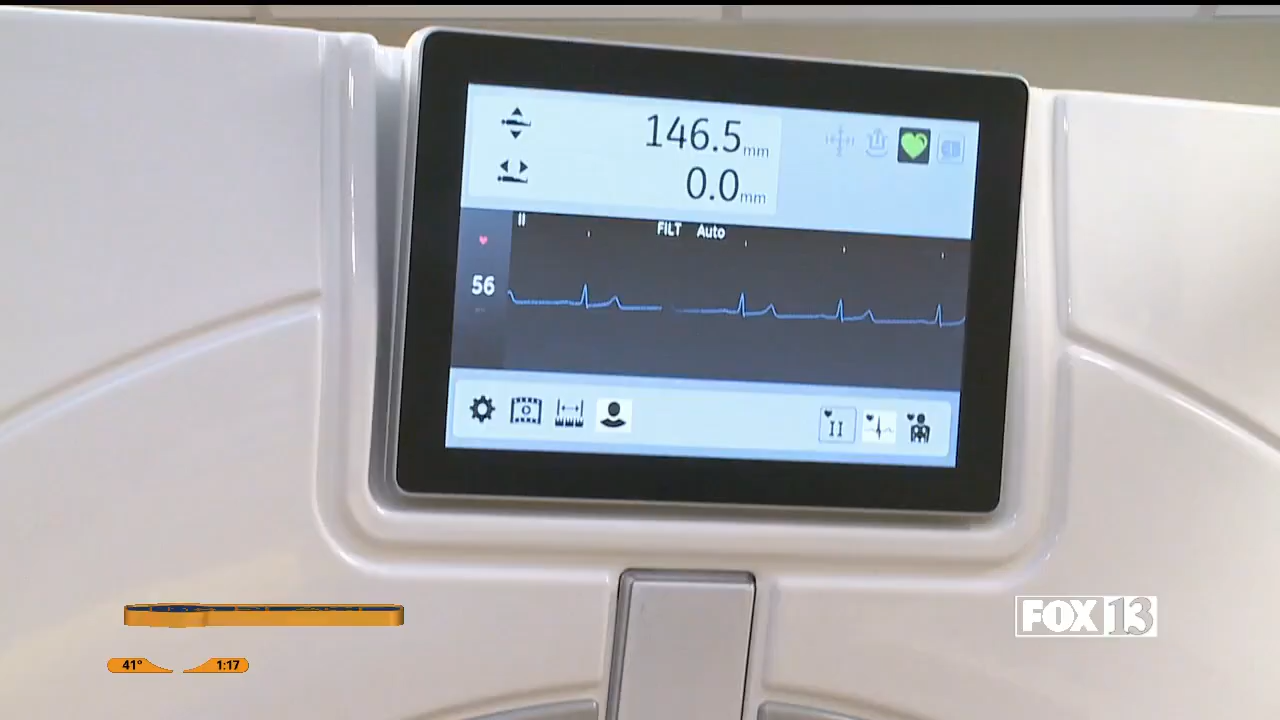 146.5mm
0.0mm
II
FILT Auto
56
II
FOX 13
41° 1:17